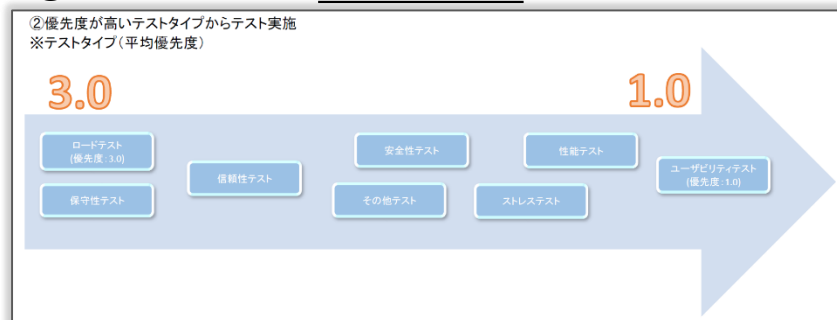 ②優先度が高いテストタイプからテスト実施
※テストタイプ(平均優先度)
3.0
1.0
ロードテスト
(優先度:3.0)
保守性テスト
信頼性テスト
安全性テスト
その他テスト
性能テスト
ストレステスト
ユーザビリティテスト
(優先度:1.0)